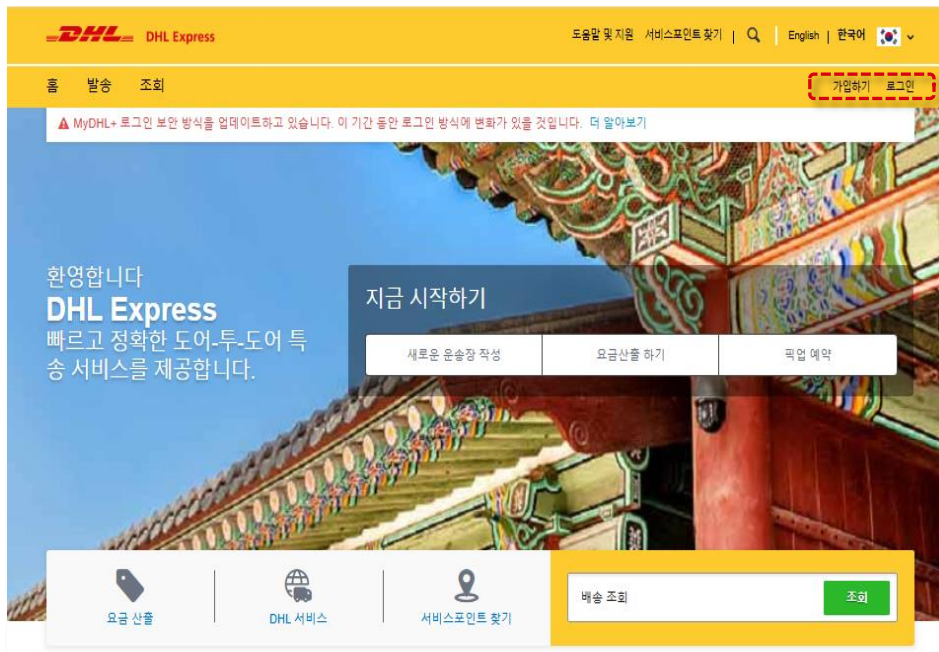 DHL DHL Express
도움말 및 지원 서비스포인트 찾기 | English | 한국어
홈 발송 조회 가입하기 로그인
MyDHL+ 로그인 보안 방식을 업데이트하고 있습니다. 이 기간 동안 로그인 방식에 변화가 있을 것입니다. 더 알아보기
환영합니다
DHL Express
빠르고 정확한 도어-투-도어 특
송 서비스를 제공합니다.
지금 시작하기
새로운 운송장 작성 요금산출 하기 픽업 예약
요금 산출 DHL 서비스 서비스포인트 찾기
배송 조회 조회